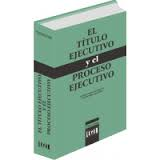 EL
TÍTULO
EJECUTIVO
y el
PROCESO
EJECUTIVO
EL TÍTULO EJECUTIVO
y el
PROCESO EJECUTIVO